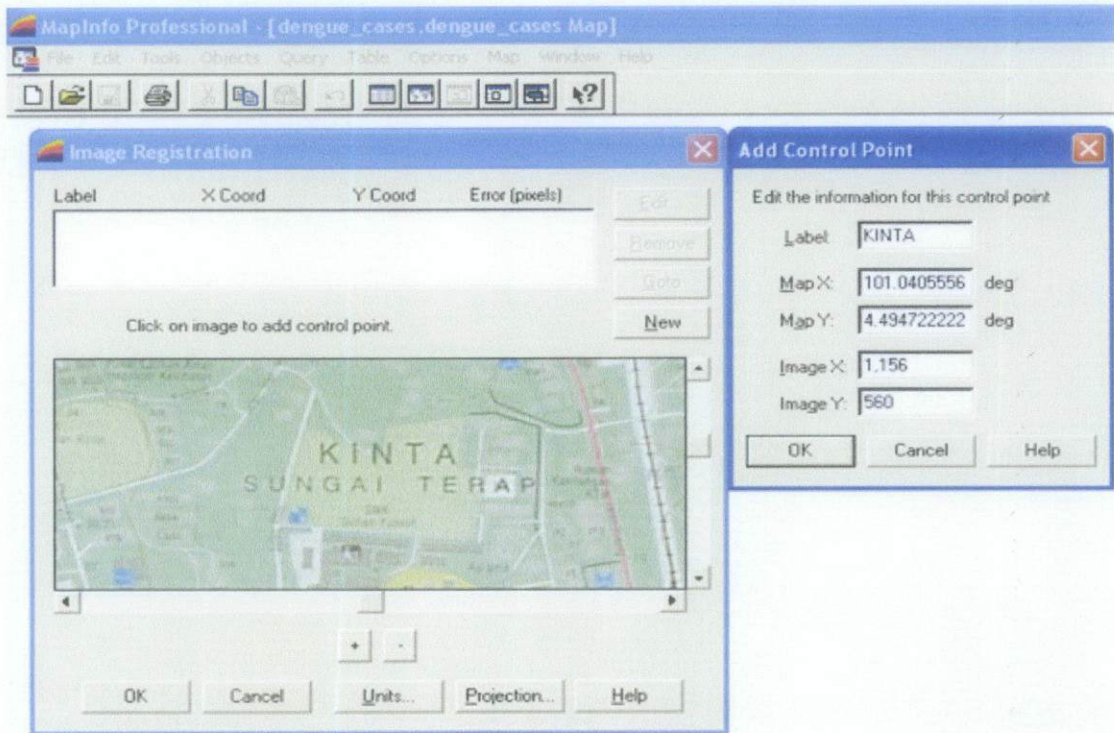 MapInfo Professional - [dengue_cases,dengue_cases Map]
File Edit Tools Objects Query Table Options Map Window Help
Image Registration
Label X Coord Y Coord Error (pixels)
Edit...
Remove
Goto
New
Click on image to add control point.
KINTA
SUNGAI TERAP
+ -
OK Cancel Units... Projection... Help
Add Control Point
Edit the information for this control point
Label: KINTA
Map X: 101.0405556 deg
Map Y: 4.494722222 deg
Image X: 1,156
Image Y: 560
OK Cancel Help